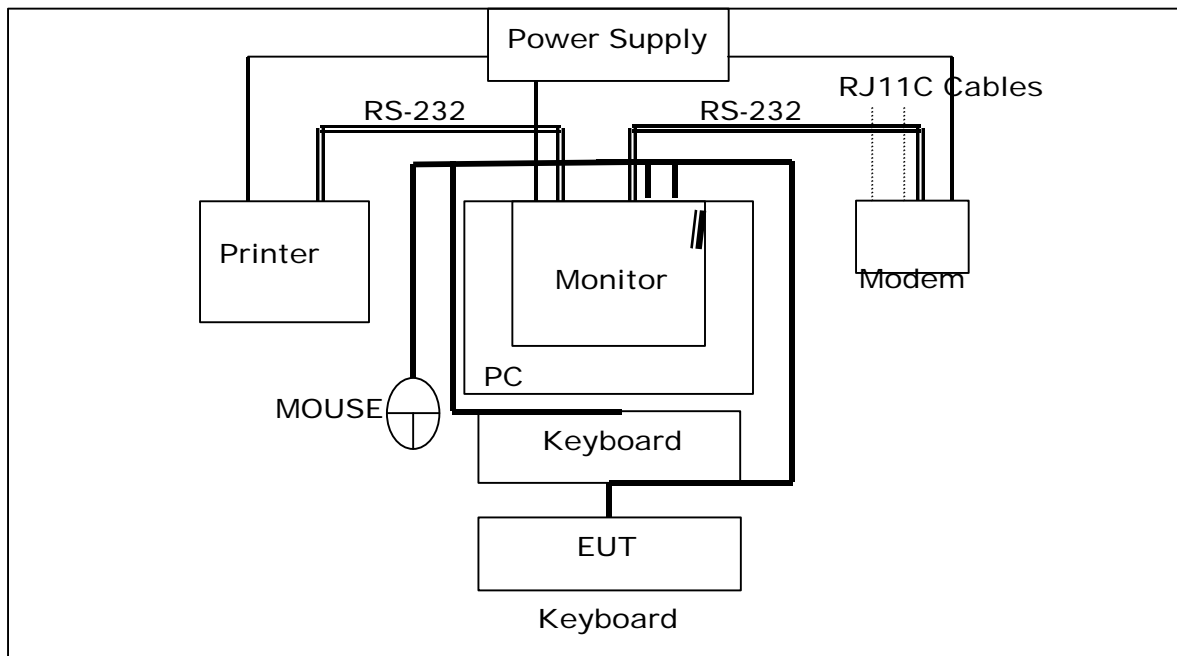 Power Supply
RJ11C Cables
RS-232
RS-232
Printer
Monitor
Modem
PC
MOUSE
Keyboard
EUT
Keyboard